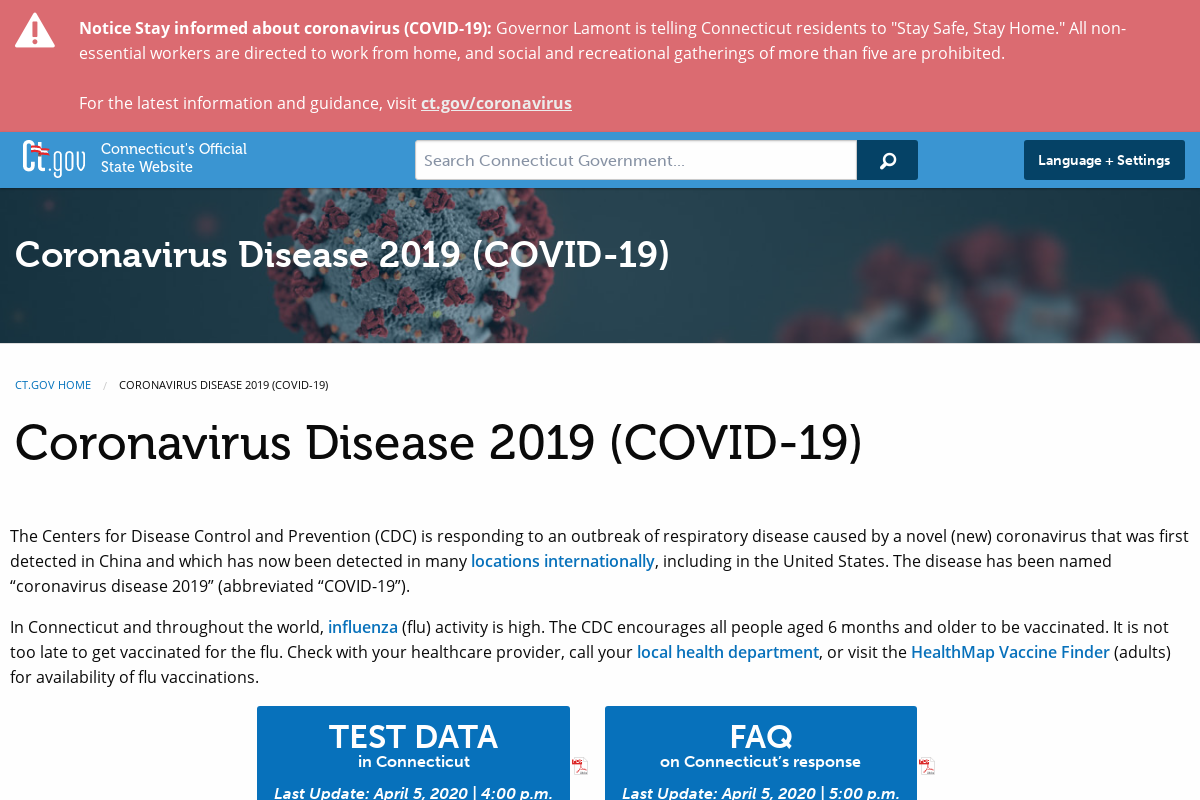 Notice Stay informed about coronavirus (COVID-19): Governor Lamont is telling Connecticut residents to "Stay Safe, Stay Home." All non-
essential workers are directed to work from home, and social and recreational gatherings of more than five are prohibited.
For the latest information and guidance, visit ct.gov/coronavirus
Ct.gov
Connecticut's Official
State Website
Search Connecticut Government...
Language + Settings
Coronavirus Disease 2019 (COVID-19)
CT.GOV HOME / CORONAVIRUS DISEASE 2019 (COVID-19)
Coronavirus Disease 2019 (COVID-19)
The Centers for Disease Control and Prevention (CDC) is responding to an outbreak of respiratory disease caused by a novel (new) coronavirus that was first
detected in China and which has now been detected in many locations internationally, including in the United States. The disease has been named
“coronavirus disease 2019” (abbreviated “COVID-19”).
In Connecticut and throughout the world, influenza (flu) activity is high. The CDC encourages all people aged 6 months and older to be vaccinated. It is not
too late to get vaccinated for the flu. Check with your healthcare provider, call your local health department, or visit the HealthMap Vaccine Finder (adults)
for availability of flu vaccinations.
TEST DATA
in Connecticut
Last Update: April 5, 2020 | 4:00 p.m.
FAQ
on Connecticut’s response
Last Update: April 5, 2020 | 5:00 p.m.